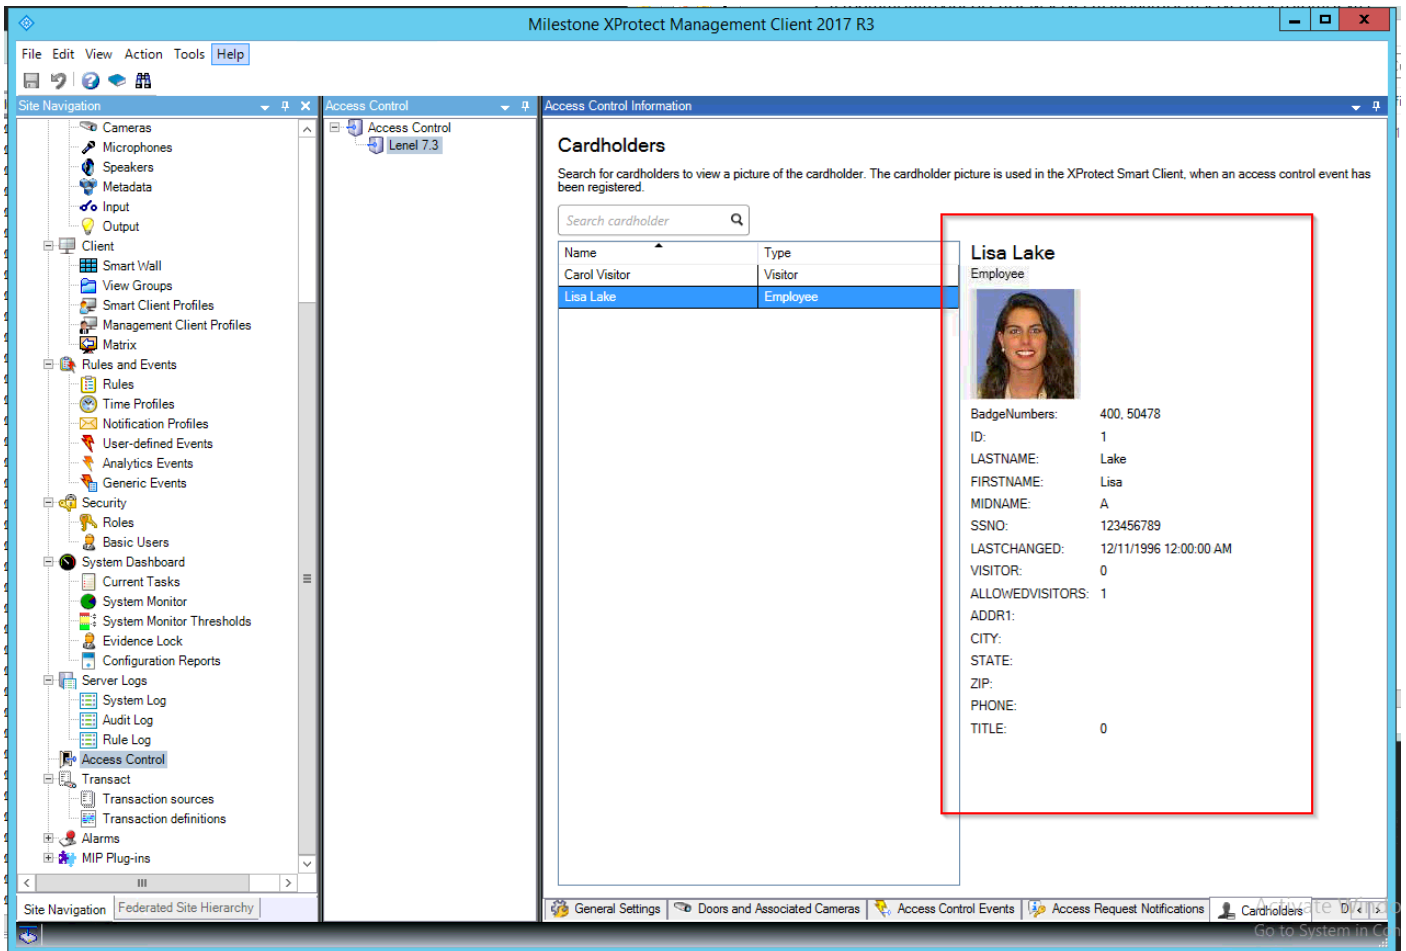 Milestone XProtect Management Client 2017 R3
File Edit View Action Tools Help
Site Navigation
Cameras
Microphones
Speakers
Metadata
Input
Output
Client
Smart Wall
View Groups
Smart Client Profiles
Management Client Profiles
Matrix
Rules and Events
Rules
Time Profiles
Notification Profiles
User-defined Events
Analytics Events
Generic Events
Security
Roles
Basic Users
System Dashboard
Current Tasks
System Monitor
System Monitor Thresholds
Evidence Lock
Configuration Reports
Server Logs
System Log
Audit Log
Rule Log
Access Control
Transact
Transaction sources
Transaction definitions
Alarms
MIP Plug-ins
Site Navigation Federated Site Hierarchy
Access Control
Access Control
Lenel 7.3
Access Control Information
Cardholders
Search for cardholders to view a picture of the cardholder. The cardholder picture is used in the XProtect Smart Client, when an access control event has
been registered.
Search cardholder
Name Type
Carol Visitor Visitor
Lisa Lake Employee
Lisa Lake
Employee
BadgeNumbers: 400, 50478
ID: 1
LASTNAME: Lake
FIRSTNAME: Lisa
MIDNAME: A
SSNO: 123456789
LASTCHANGED: 12/11/1996 12:00:00 AM
VISITOR: 0
ALLOWEDVISITORS: 1
ADDR1:
CITY:
STATE:
ZIP:
PHONE:
TITLE: 0
General Settings Doors and Associated Cameras Access Control Events Access Request Notifications Cardholders
Go to System in